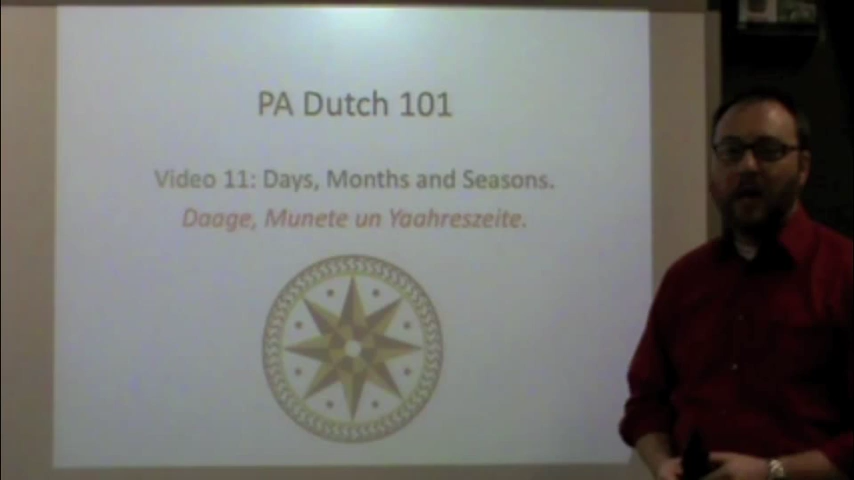 PA Dutch 101
Video 11: Days, Months and Seasons.
Daage, Munete un Yaahreszeite.